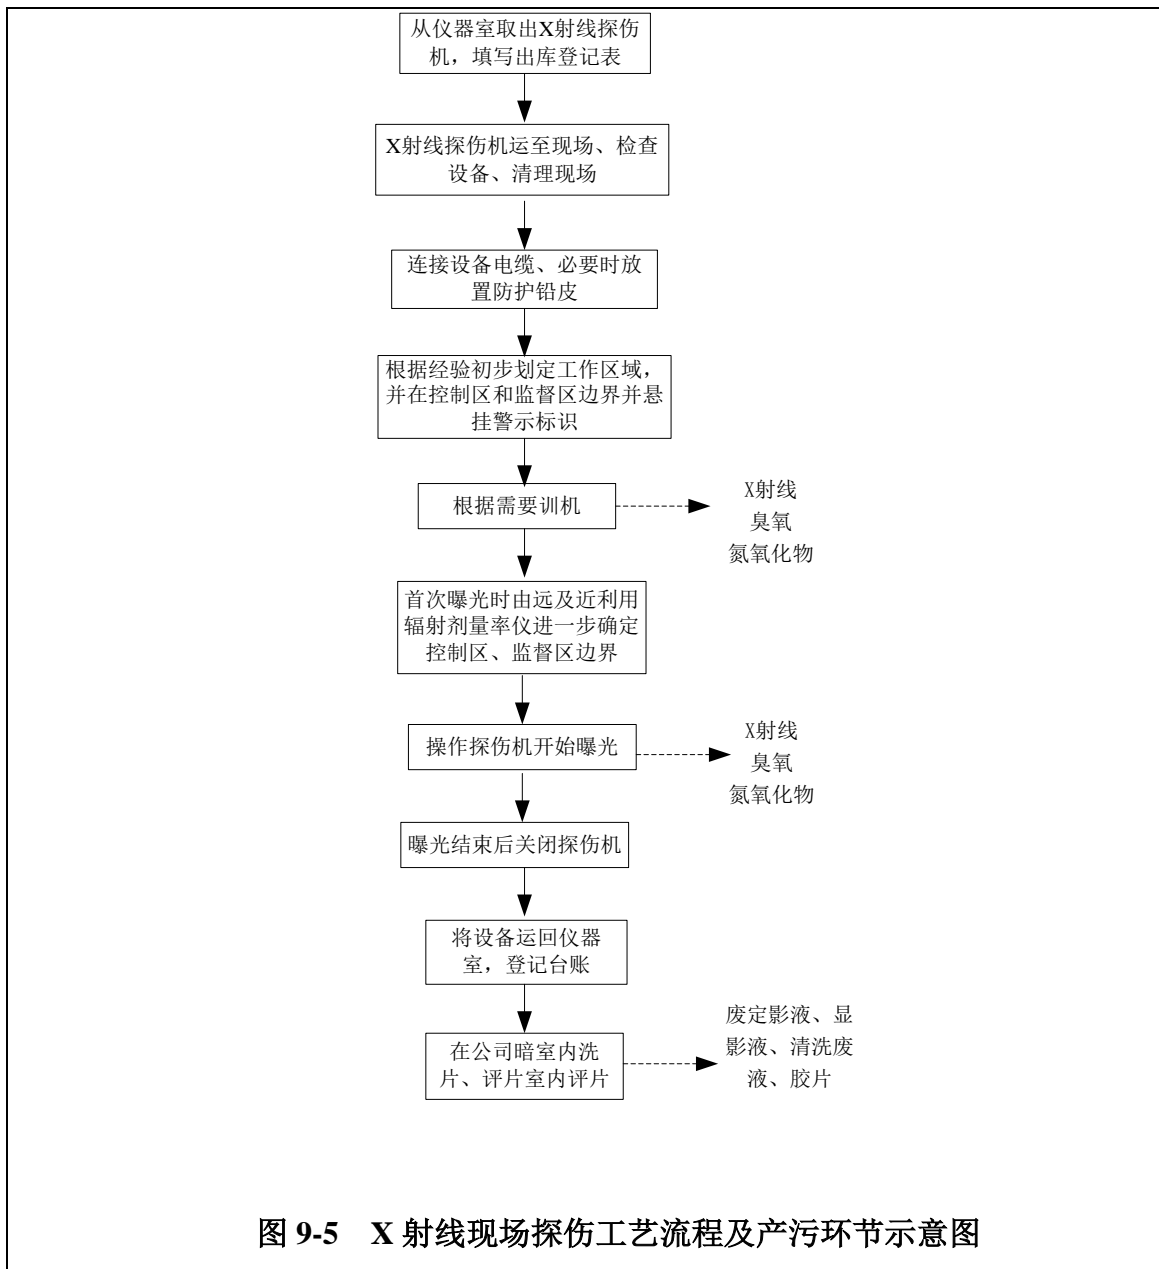 从仪器室取出X射线探伤
机，填写出库登记表
X射线探伤机运至现场、检查
设备、清理现场
连接设备电缆、必要时放
置防护铅皮
根据经验初步划定工作区域，
并在控制区和监督区边界并悬
挂警示标识
根据需要训机
X射线
臭氧
氮氧化物
首次曝光时由远及近利用
辐射剂量率仪进一步确定
控制区、监督区边界
操作探伤机开始曝光
X射线
臭氧
氮氧化物
曝光结束后关闭探伤机
将设备运回仪器
室，登记台账
在公司暗室内洗
片、评片室内评片
废定影液、显
影液、清洗废
液、胶片
图 9-5 X 射线现场探伤工艺流程及产污环节示意图